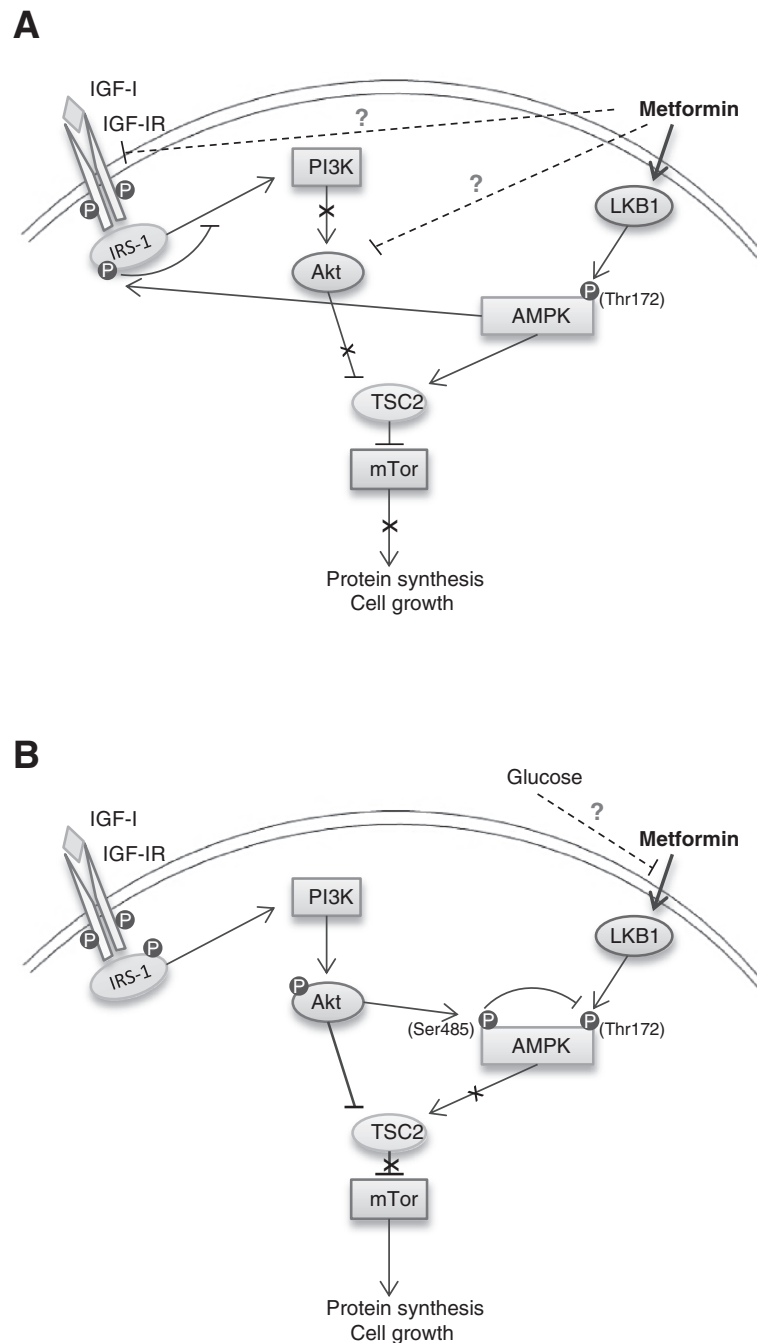 A
IGF-I
IGF-IR
?
Metformin
PI3K
?
P
P
LKB1
IRS-1
P
Akt
P
(Thr172)
AMPK
TSC2
mTor
Protein synthesis
Cell growth
B
Glucose
?
IGF-I
Metformin
IGF-IR
PI3K
P
P
P
LKB1
IRS-1
P
Akt
(Ser485)
P
P
(Thr172)
AMPK
TSC2
mTor
Protein synthesis
Cell growth